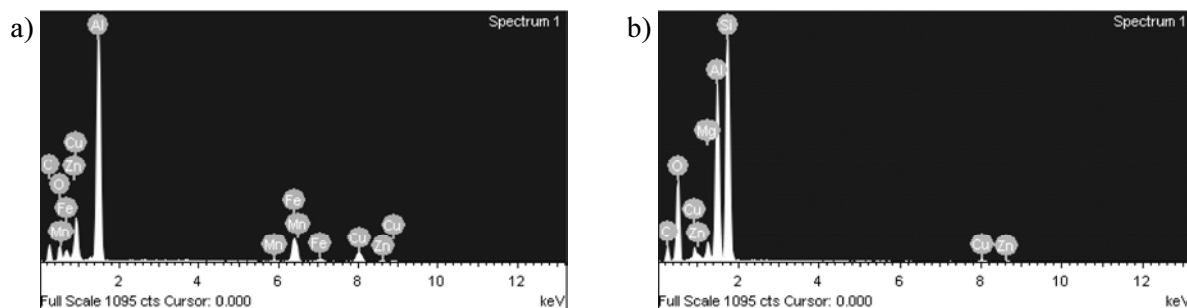 a)
Spectrum 1
Al
Cu
C
Zn
O
Fe
Mn
Fe
Mn
Mn
Fe
Cu
Cu
Zn
2 4 6 8 10 12
Full Scale 1095 cts Cursor: 0.000 keV
b)
Spectrum 1
Si
Al
Mg
O
Cu
C
Zn
Cu
Zn
2 4 6 8 10 12
Full Scale 1095 cts Cursor: 0.000 keV